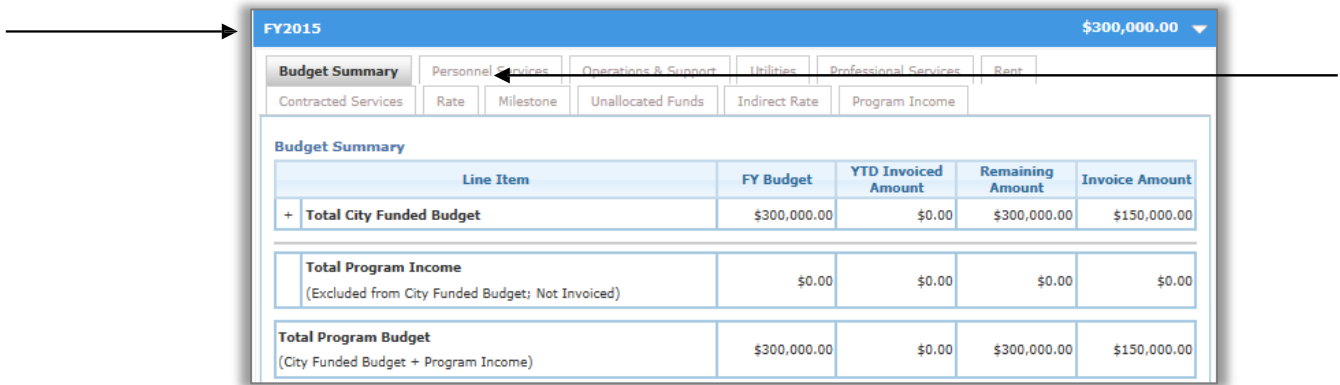 FY2015 $300,000.00
Budget Summary Personnel Services Operations & Support Utilities Professional Services Rent
Contracted Services Rate Milestone Unallocated Funds Indirect Rate Program Income
Budget Summary
Line Item FY Budget YTD Invoiced Amount Remaining Amount Invoice Amount
+ Total City Funded Budget $300,000.00 $0.00 $300,000.00 $150,000.00
Total Program Income
(Excluded from City Funded Budget; Not Invoiced) $0.00 $0.00 $0.00 $0.00
Total Program Budget
(City Funded Budget + Program Income) $300,000.00 $0.00 $300,000.00 $150,000.00